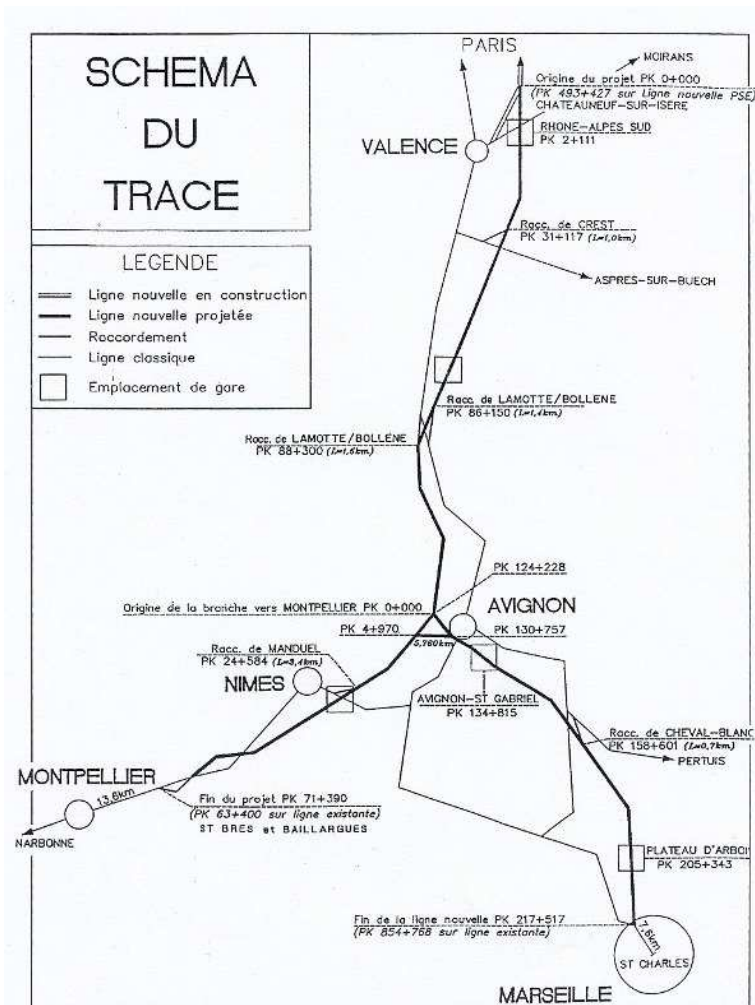 SCHEMA
DU
TRACE
LEGENDE
Ligne nouvelle en construction
Ligne nouvelle projetée
Raccordement
Ligne classique
Emplacement de gare
PARIS
MOIRANS
Origine du projet PK 0+000
(PK 493+427 sur Ligne nouvelle PSE)
CHATEAUNEUF-SUR-ISERE
RHONE-ALPES SUD
PK 2+111
VALENCE
Racc. de CREST
PK 31+117 (L=1,0km)
ASPRES-SUR-BUECH
Racc. de LAMOTTE/BOLLENE
PK 86+150 (L=1,4km)
Racc. de LAMOTTE/BOLLENE
PK 88+300 (L=1,6km)
PK 124+228
Origine de la branche vers MONTPELLIER PK 0+000
AVIGNON
PK 4+970
PK 130+757
5,760km
Racc. de MANDUEL
PK 24+584 (L=3,4km)
NIMES
AVIGNON-ST GABRIEL
PK 134+815
Racc. de CHEVAL-BLANC
PK 158+601 (L=0,7km)
PERTUIS
MONTPELLIER
13,6km
Fin du projet PK 71+390
(PK 63+400 sur ligne existante)
ST BRES et BAILLARGUES
NARBONNE
PLATEAU D'ARBOI
PK 205+343
Fin de la ligne nouvelle PK 217+517
(PK 854+768 sur ligne existante)
7,6km
ST CHARLES
MARSEILLE